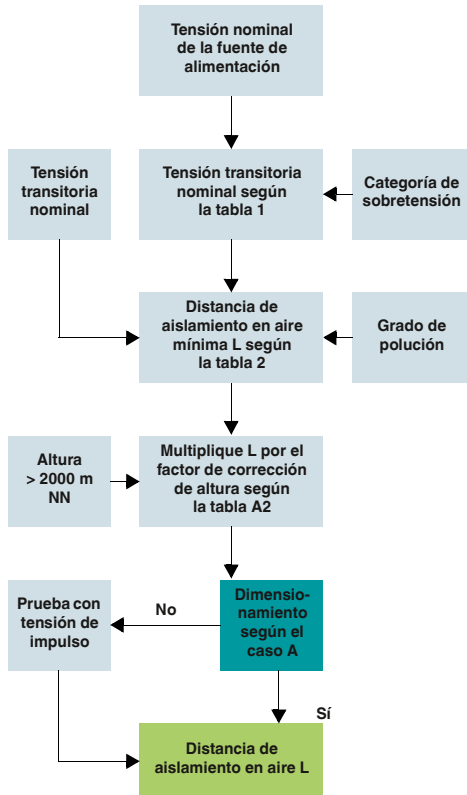 Tensión nominal
de la fuente de
alimentación
Tensión
transitoria
nominal
Tensión transitoria
nominal según
la tabla 1
Categoría de
sobretensión
Distancia de
aislamiento en aire
mínima L según
la tabla 2
Grado de
polución
Altura
> 2000 m
NN
Multiplique L por el
factor de corrección
de altura según
la tabla A2
Prueba con
tensión de
impulso
No
Dimensio-
namiento
según el
caso A
Sí
Distancia de
aislamiento en aire L